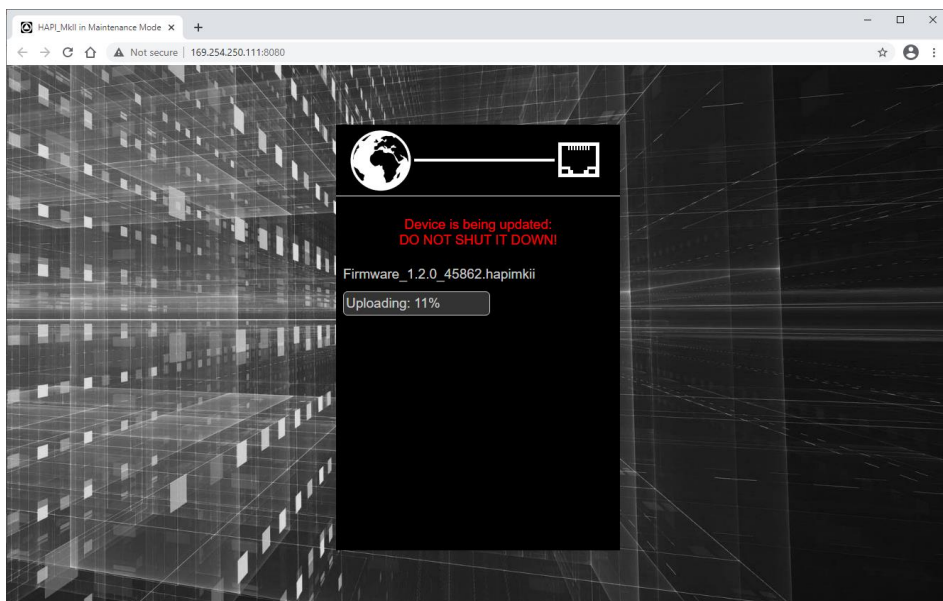 HAPI_MkII in Maintenance Mode
Not secure | 169.254.250.111:8080
Device is being updated:
DO NOT SHUT IT DOWN!
Firmware_1.2.0_45862.hapimkii
Uploading: 11%